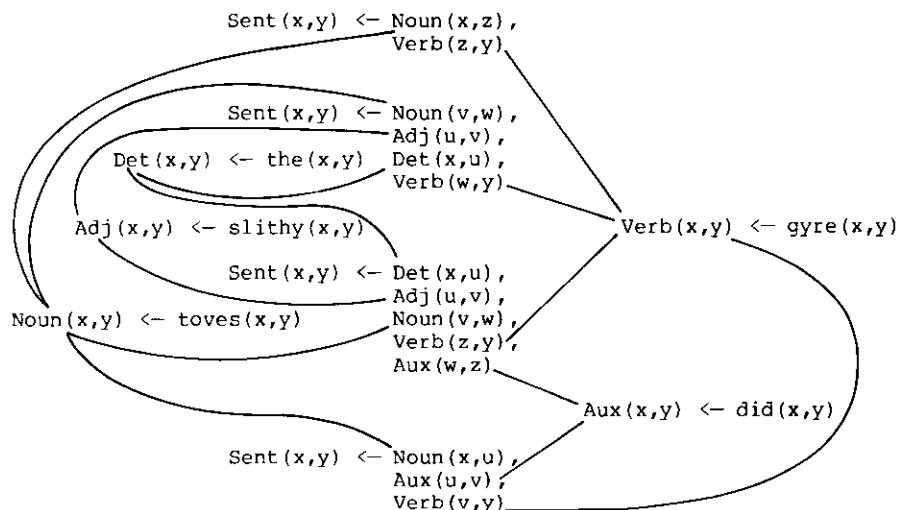 Sent(x,y) <— Noun(x,z),
Verb(z,y)
Sent(x,y) <— Noun(v,w),
Adj(u,v),
Det(x,y) <— the(x,y) Det(x,u),
Verb(w,y)
Adj(x,y) <— slithy(x,y) Verb(x,y) <— gyre(x,y)
Sent(x,y) <— Det(x,u),
Adj(u,v),
Noun(x,y) <— toves(x,y) Noun(v,w),
Verb(z,y),
Aux(w,z)
Aux(x,y) <— did(x,y)
Sent(x,y) <— Noun(x,u),
Aux(u,v),
Verb(v,y)